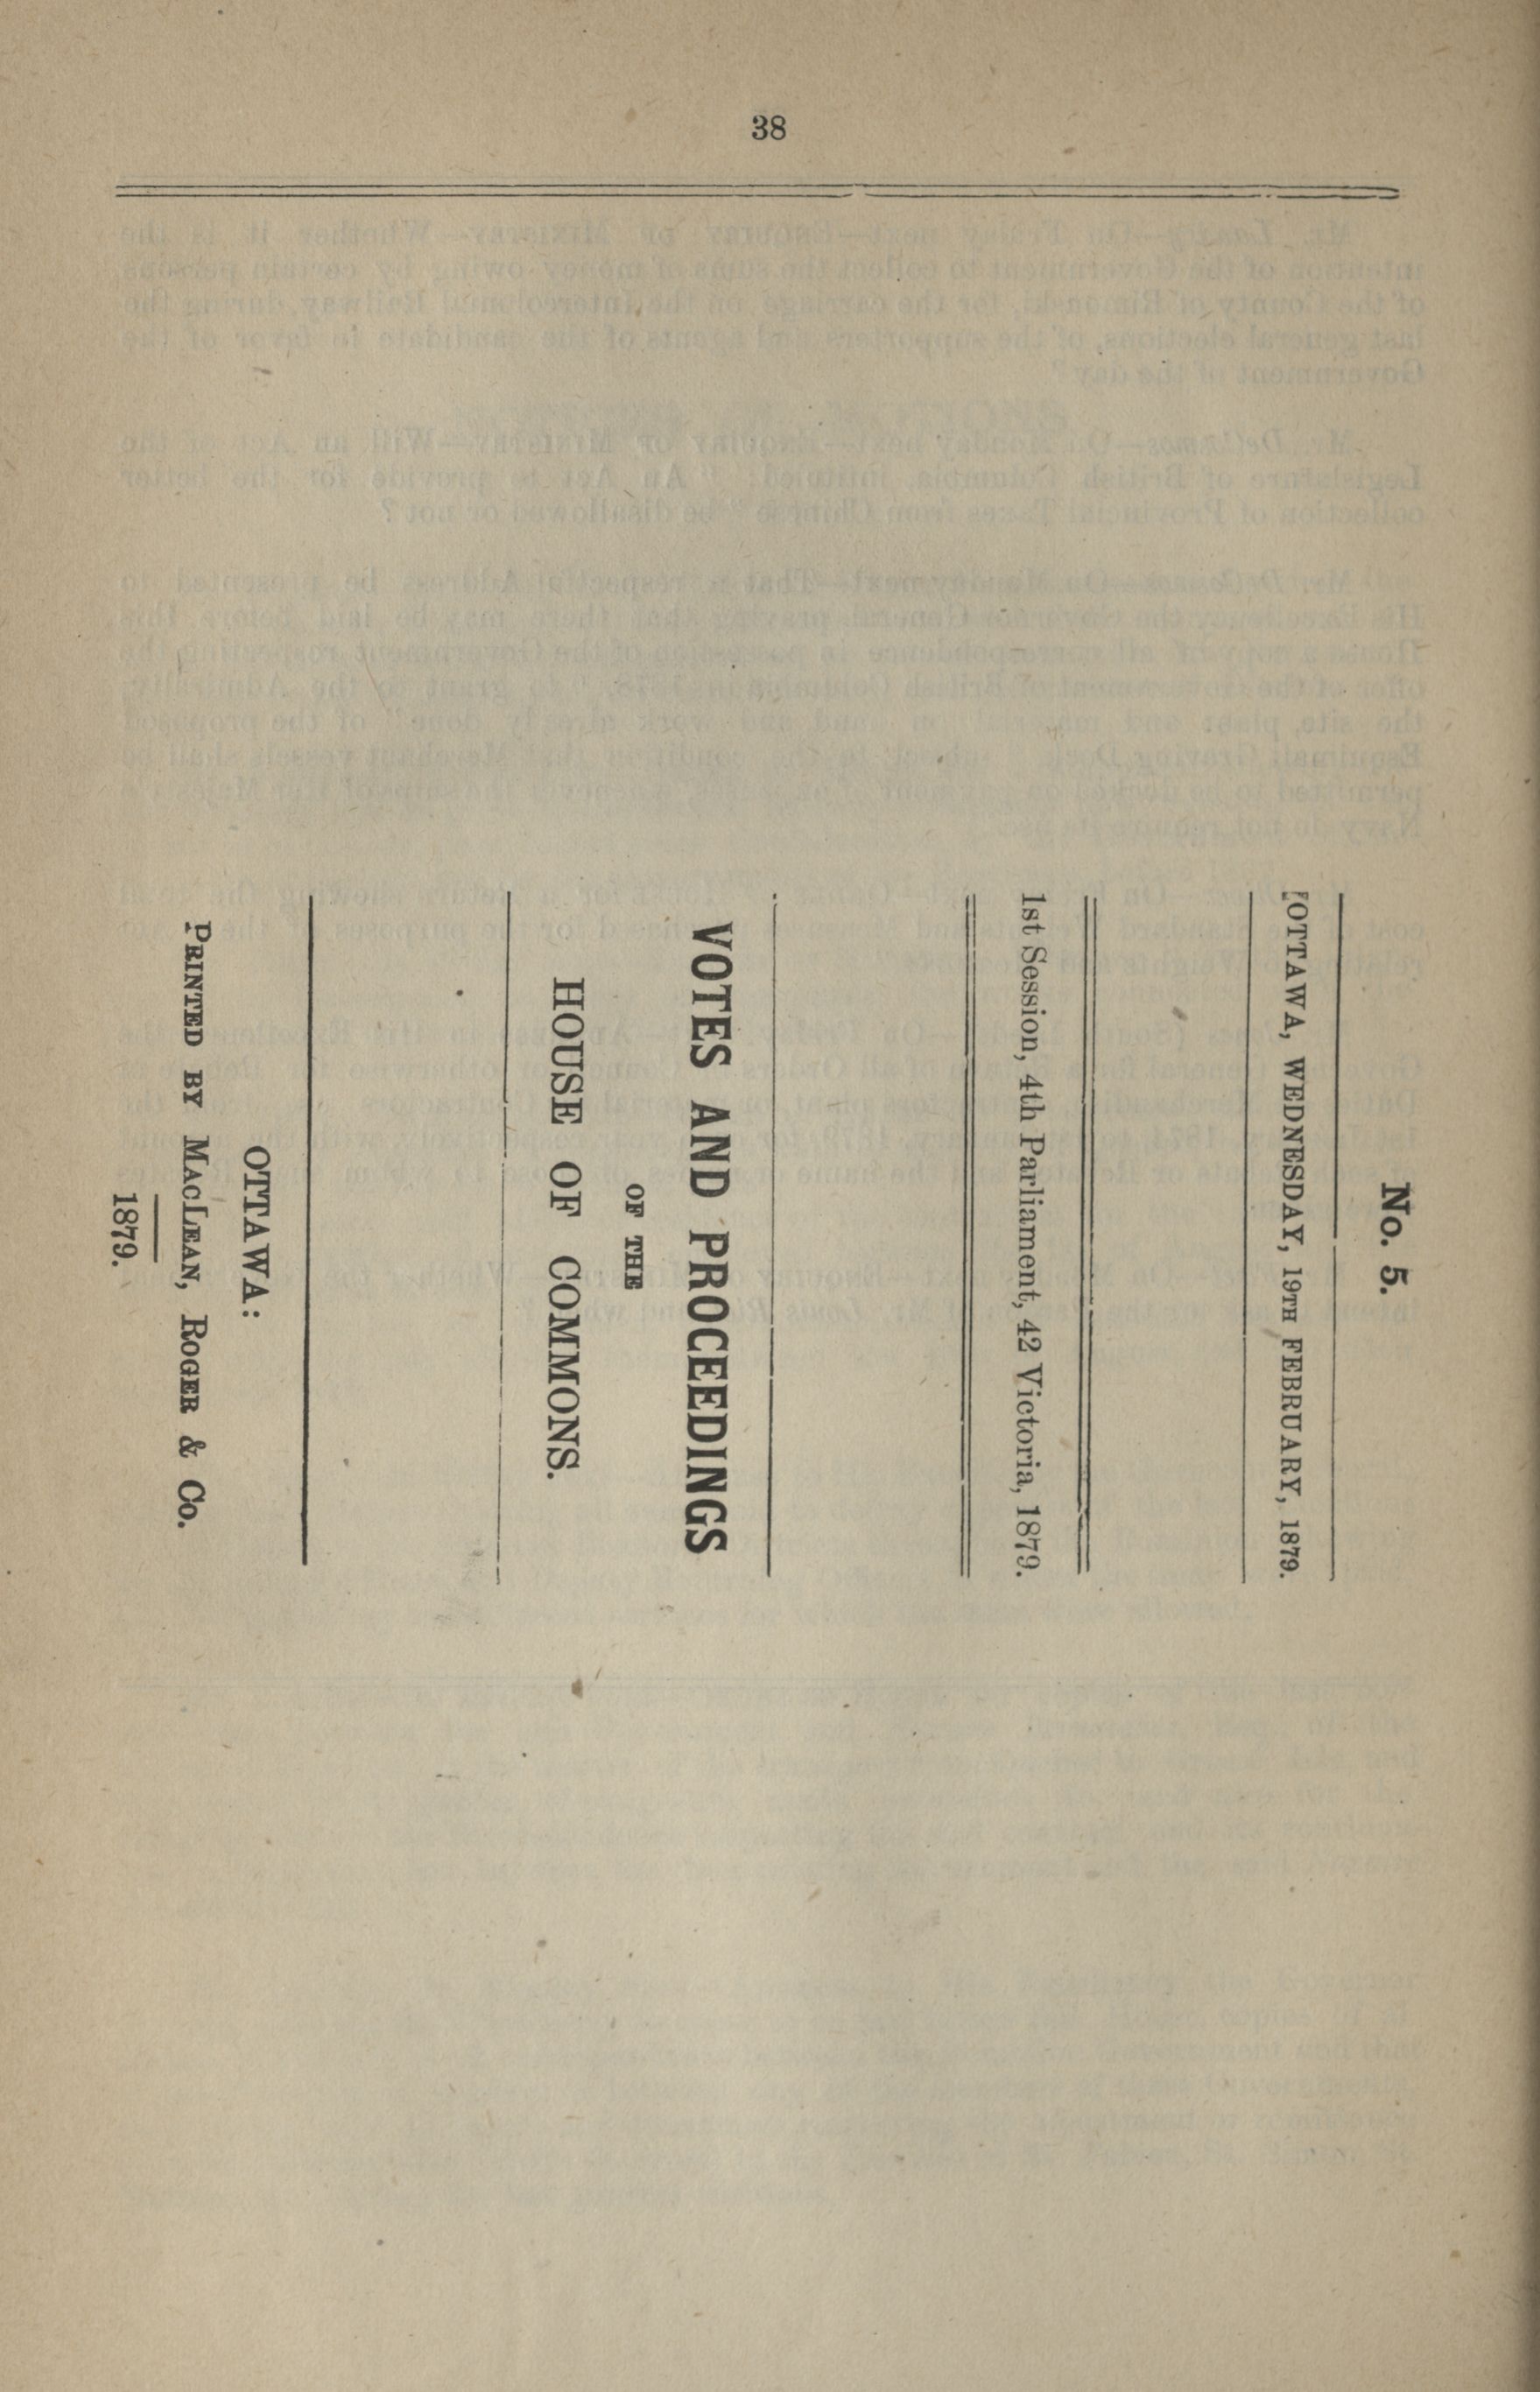 38
No. 5.
OTTAWA, WEDNESDAY, 19TH FEBRUARY, 1879.
1st Session, 4th Parliament, 42 Victoria, 1879.
VOTES AND PROCEEDINGS
OF THE
HOUSE OF COMMONS.
OTTAWA:
PRINTED BY MACLEAN, ROGER & Co.
1879.